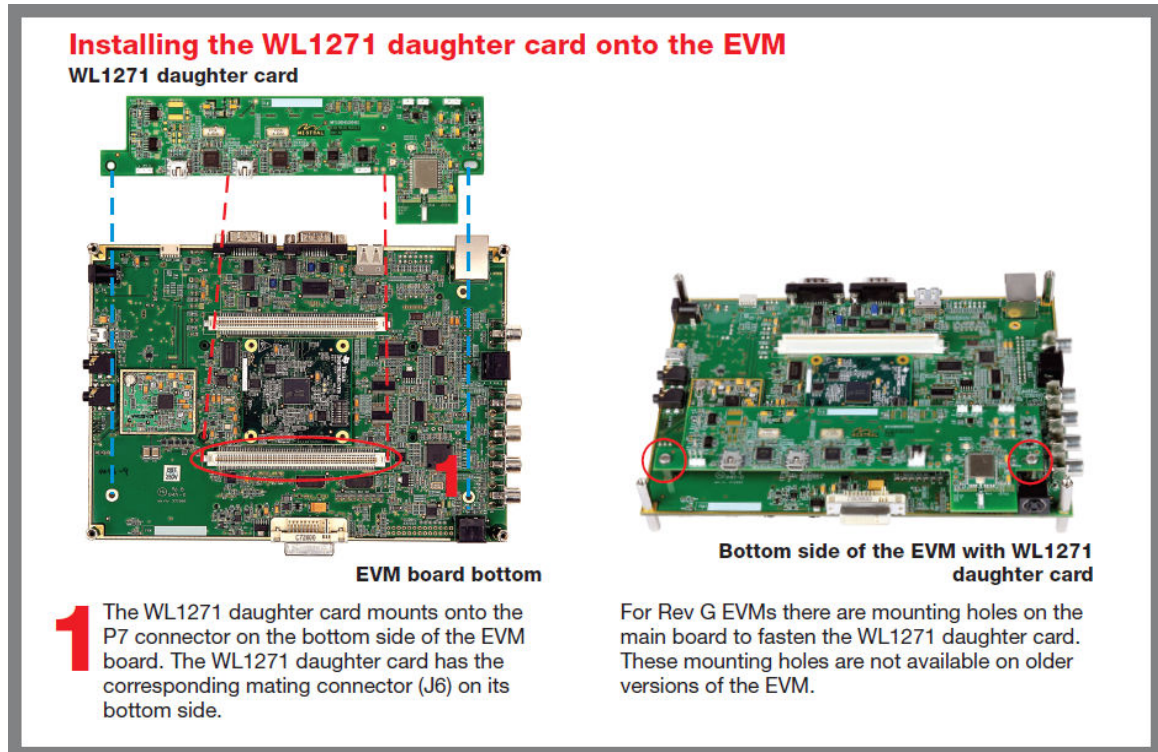 Installing the WL1271 daughter card onto the EVM
WL1271 daughter card
MISTRAL
1
EVM board bottom
1
The WL1271 daughter card mounts onto the
P7 connector on the bottom side of the EVM
board. The WL1271 daughter card has the
corresponding mating connector (J6) on its
bottom side.
Bottom side of the EVM with WL1271
daughter card
For Rev G EVMs there are mounting holes on the
main board to fasten the WL1271 daughter card.
These mounting holes are not available on older
versions of the EVM.